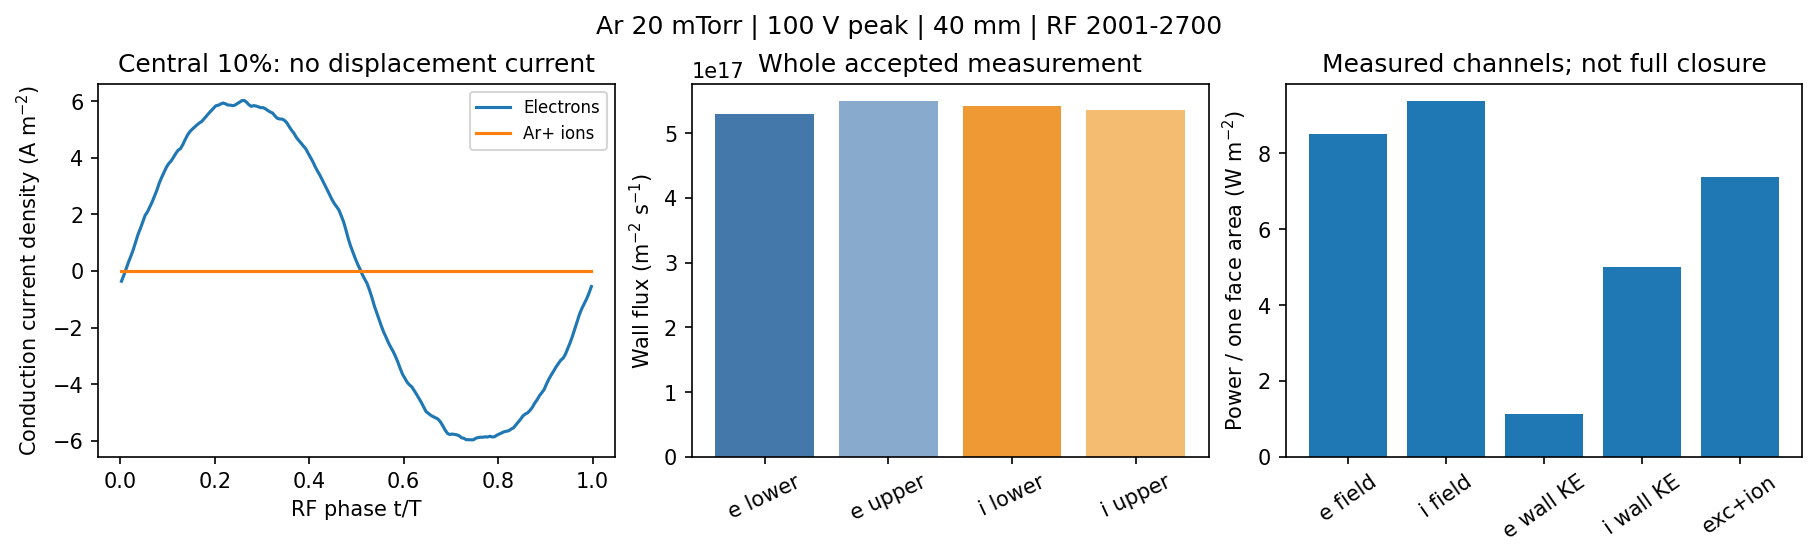 Ar 20 mTorr | 100 V peak | 40 mm | RF 2001-2700
Central 10%: no displacement current
Conduction current density (A m⁻²)
6
4
2
0
−2
−4
−6
Electrons
Ar+ ions
0.0 0.2 0.4 0.6 0.8 1.0
RF phase t/T
Whole accepted measurement
1e17
Wall flux (m⁻² s⁻¹)
5
4
3
2
1
0
e lower
e upper
i lower
i upper
Measured channels; not full closure
Power / one face area (W m⁻²)
8
6
4
2
0
e field
i field
e wall KE
i wall KE
exc+ion